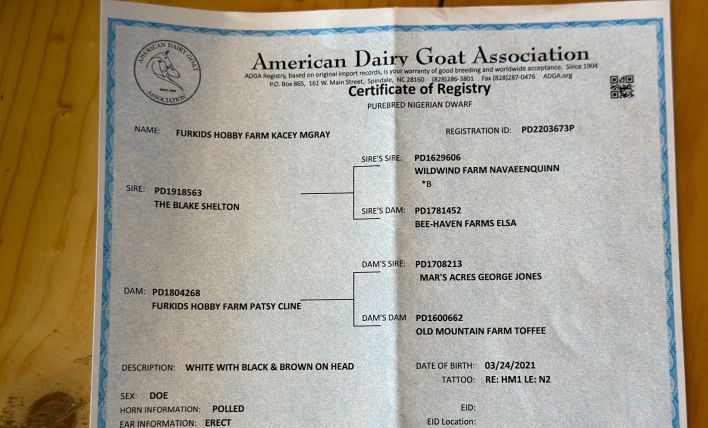 AMERICAN DAIRY GOAT
ASSOCIATION
American Dairy Goat Association
ADGA Registry, based on original import records, is your warranty of good breeding and worldwide acceptance. Since 1904
P.O. Box 865, 161 W. Main Street, Spindale, NC 28160 (828)286-3801 Fax (828)287-0476 ADGA.org
Certificate of Registry
PUREBRED NIGERIAN DWARF
NAME: FURKIDS HOBBY FARM KACEY MGRAY REGISTRATION ID: PD2203673P
SIRE'S SIRE: PD1629606
WILDWIND FARM NAVAEENQUINN
*B
SIRE: PD1918563
THE BLAKE SHELTON
SIRE'S DAM: PD1781452
BEE-HAVEN FARMS ELSA
DAM'S SIRE: PD1708213
MAR'S ACRES GEORGE JONES
DAM: PD1804268
FURKIDS HOBBY FARM PATSY CLINE
DAM'S DAM PD1600662
OLD MOUNTAIN FARM TOFFEE
DESCRIPTION: WHITE WITH BLACK & BROWN ON HEAD DATE OF BIRTH: 03/24/2021
TATTOO: RE: HM1 LE: N2
SEX: DOE
HORN INFORMATION: POLLED EID:
EAR INFORMATION: ERECT EID Location: